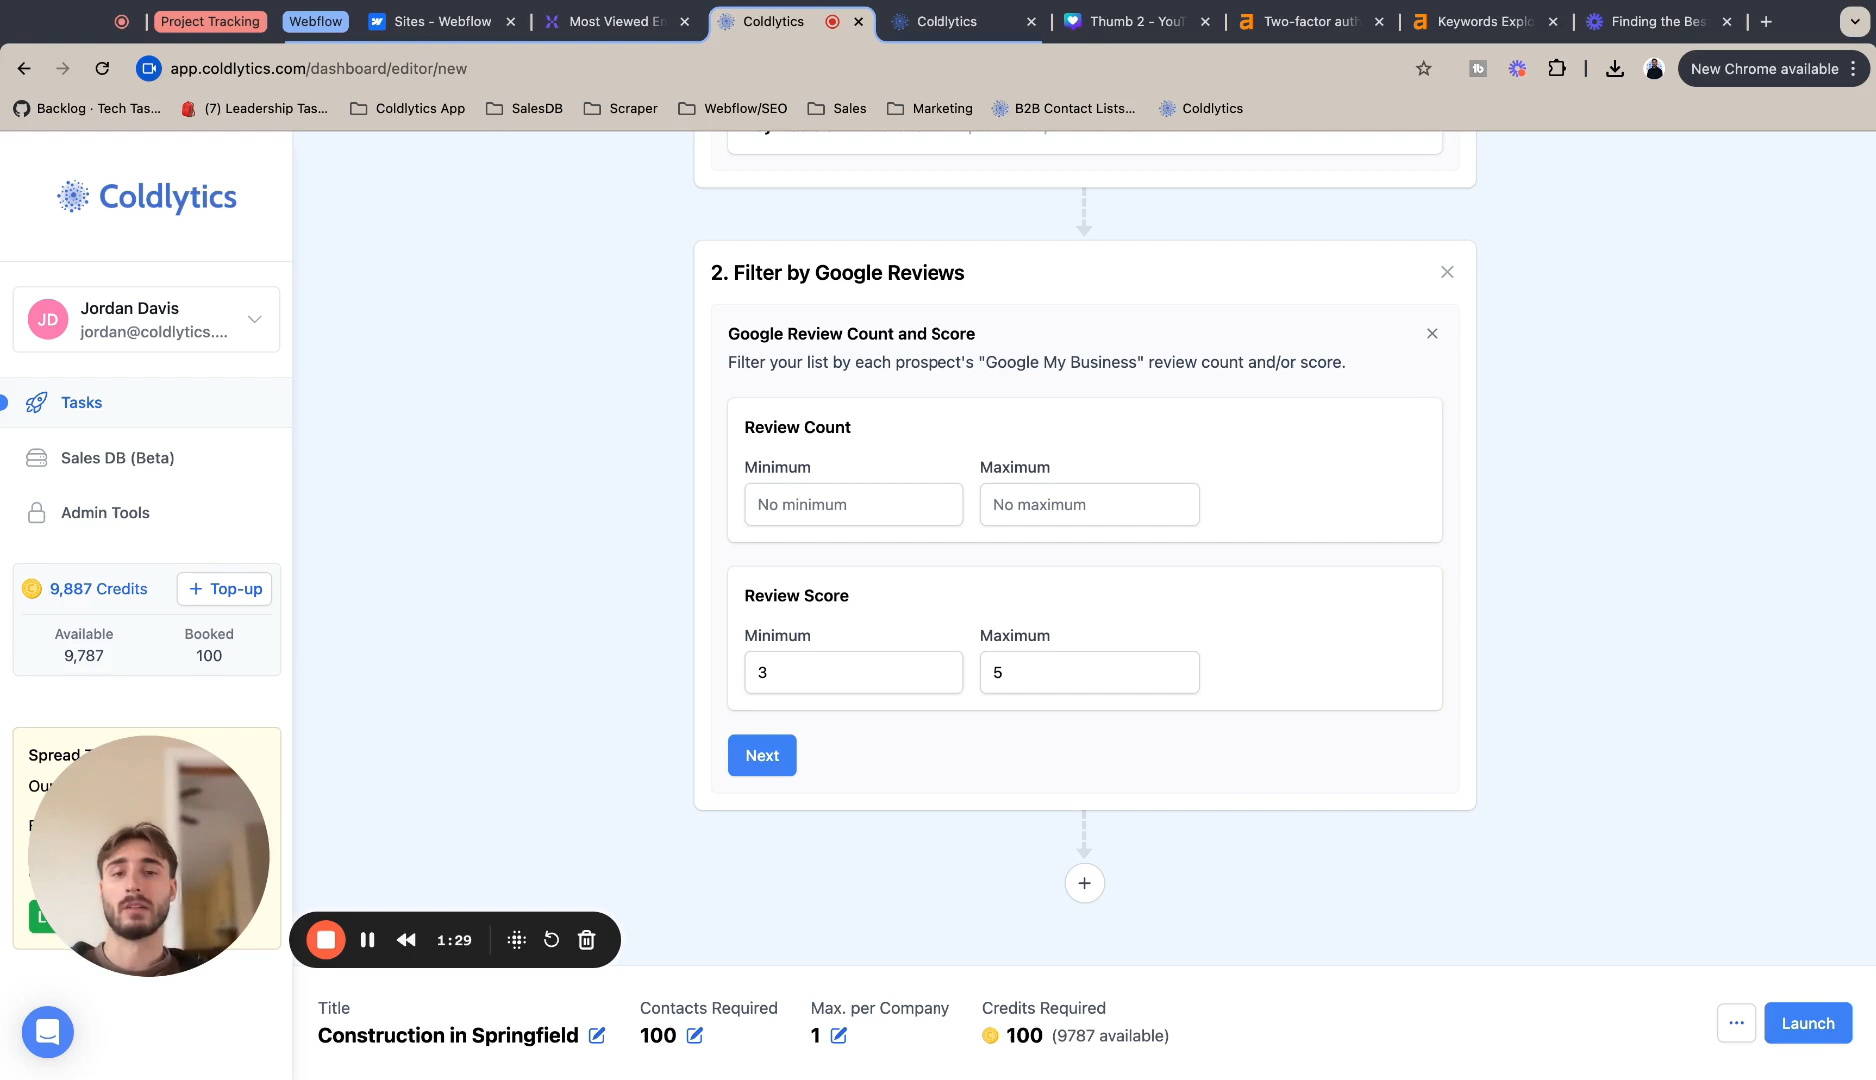 Project Tracking
Webflow
Sites - Webflow
Most Viewed En
Coldlytics
Coldlytics
Thumb 2 - YouT
Two-factor auth
Keywords Explo
Finding the Bes
app.coldlytics.com/dashboard/editor/new
New Chrome available
Backlog · Tech Tas...
(7) Leadership Tas...
Coldlytics App
SalesDB
Scraper
Webflow/SEO
Sales
Marketing
B2B Contact Lists...
Coldlytics
Coldlytics
JD
Jordan Davis
jordan@coldlytics....
Tasks
Sales DB (Beta)
Admin Tools
9,887 Credits
+ Top-up
Available
9,787
Booked
100
Spread
2. Filter by Google Reviews
Google Review Count and Score
Filter your list by each prospect's "Google My Business" review count and/or score.
Review Count
Minimum
Maximum
No minimum
No maximum
Review Score
Minimum
Maximum
3
5
Next
1:29
Title
Construction in Springfield
Contacts Required
100
Max. per Company
1
Credits Required
100 (9787 available)
Launch